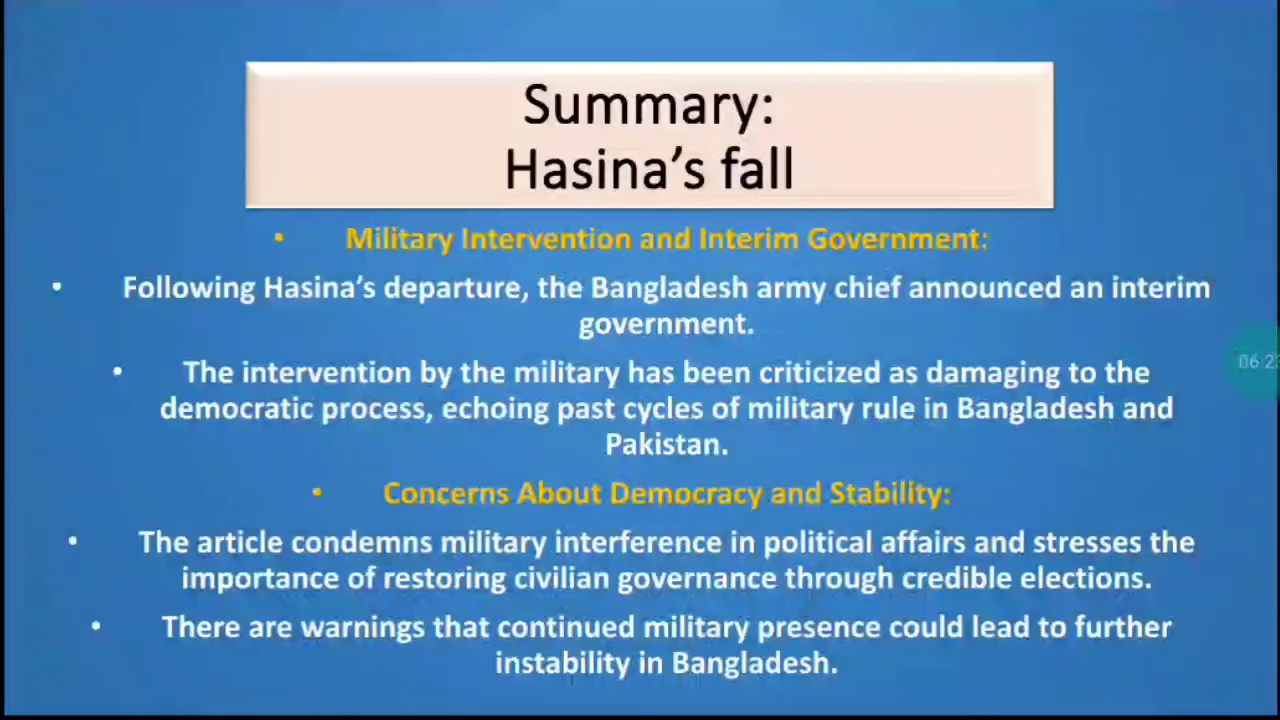 Summary:
Hasina's fall
• Military Intervention and Interim Government:
• Following Hasina's departure, the Bangladesh army chief announced an interim
government.
• The intervention by the military has been criticized as damaging to the
democratic process, echoing past cycles of military rule in Bangladesh and
Pakistan.
• Concerns About Democracy and Stability:
• The article condemns military interference in political affairs and stresses the
importance of restoring civilian governance through credible elections.
• There are warnings that continued military presence could lead to further
instability in Bangladesh.